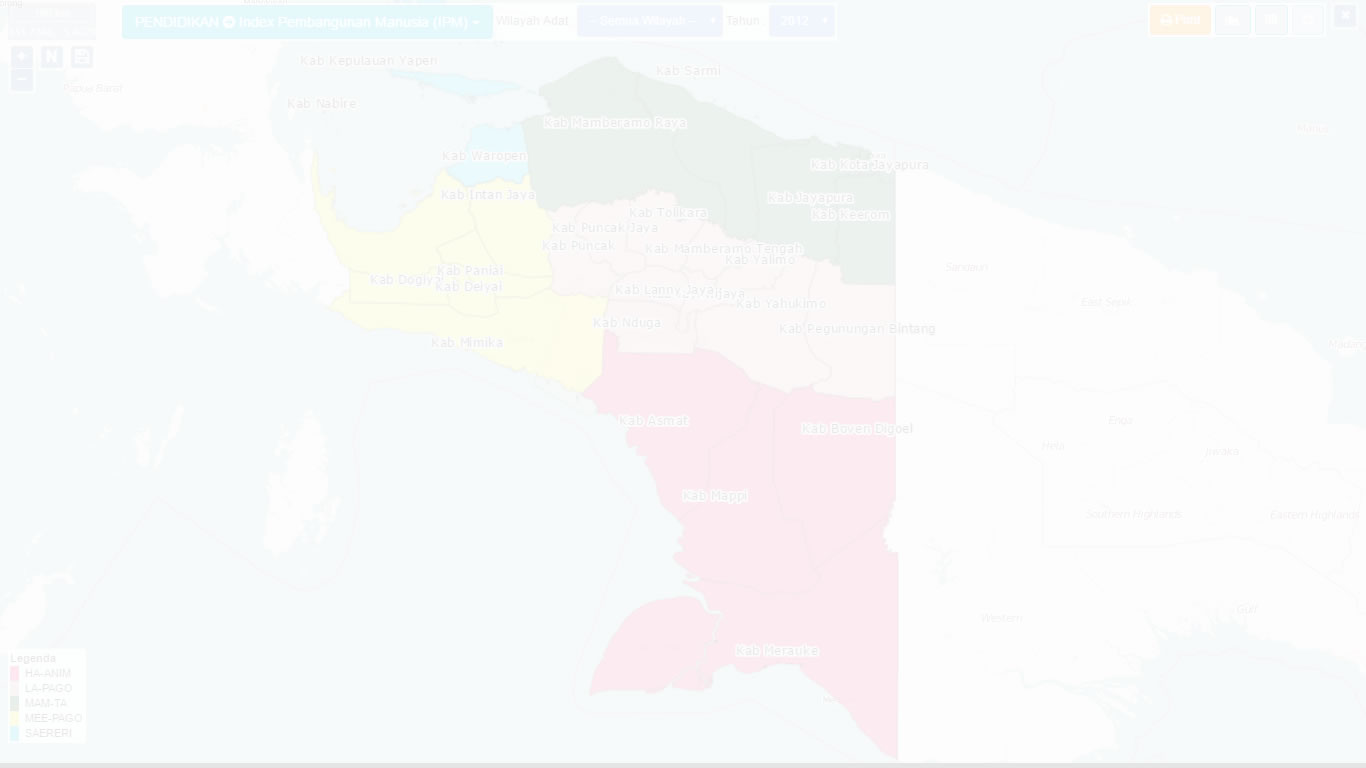 PENDIDIKAN Index Pembangunan Manusia (IPM)
Wilayah Adat
-- Semua Wilayah --
Tahun
2012
Print
N
Papua Barat
Kab Kepulauan Yapen
Kab Sarmi
Kab Nabire
Kab Mamberamo Raya
Manus
Kab Waropen
Kab Kota Jayapura
Kab Intan Jaya
Kab Jayapura
Kab Tolikara
Kab Keerom
Kab Puncak Jaya
Kab Puncak
Kab Mamberamo Tengah
Kab Yalimo
Sandaun
Kab Paniai
Kab Dogiyai
Kab Deiyai
Kab Lanny Jaya
Kab Yahukimo
East Sepik
Kab Nduga
Kab Pegunungan Bintang
Kab Mimika
Madang
Kab Asmat
Enga
Kab Boven Digoel
Hela
Jiwaka
Kab Mappi
Southern Highlands
Eastern Highlands
Western
Gulf
Kab Merauke
Legenda
HA-ANIM
LA-PAGO
MAM-TA
MEE-PAGO
SAERERI